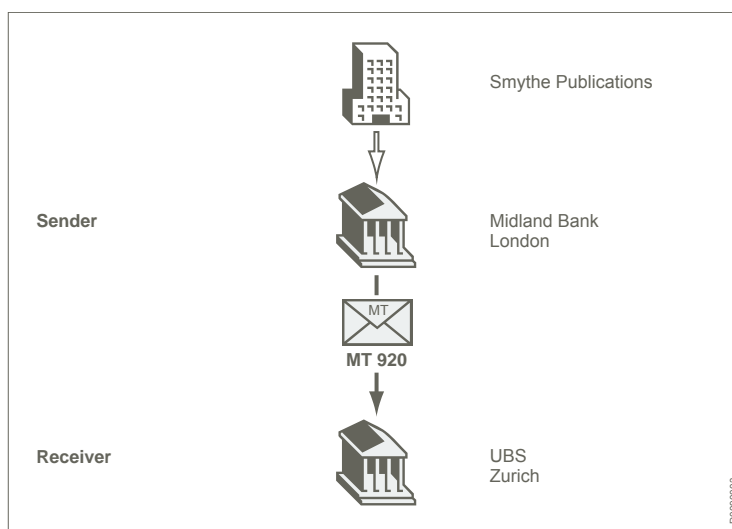 Smythe Publications
Sender
Midland Bank
London
MT
MT 920
Receiver
UBS
Zurich